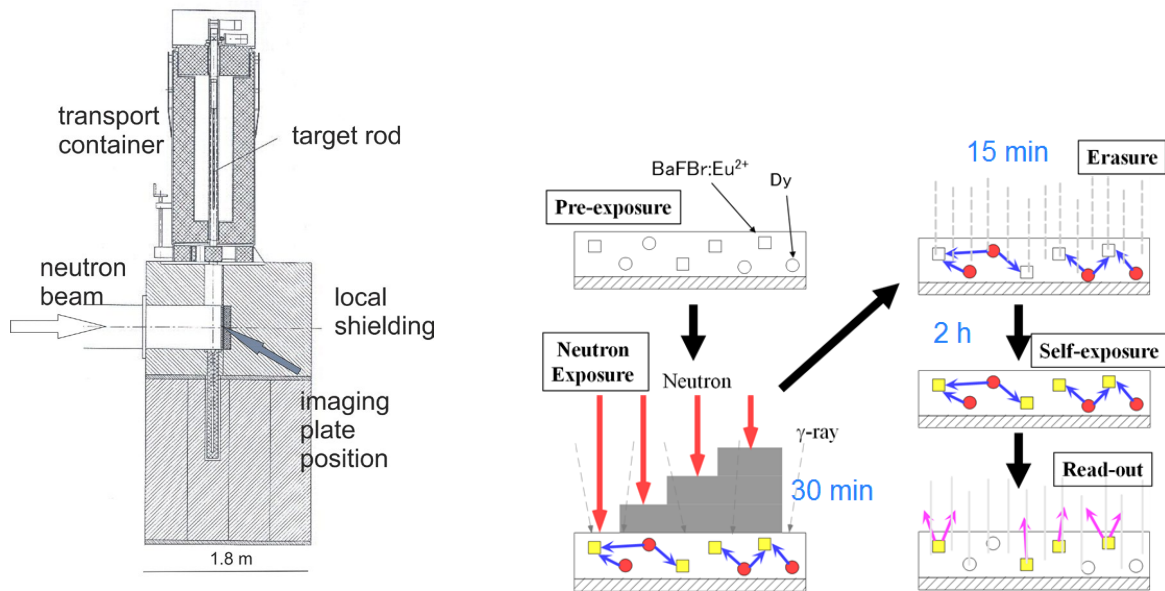 transport
container
target rod
neutron
beam
local
shielding
imaging
plate
position
1.8 m
Pre-exposure
BaFBr:Eu²⁺
Dy
Neutron
Exposure
Neutron
γ-ray
30 min
15 min
Erasure
2 h
Self-exposure
Read-out